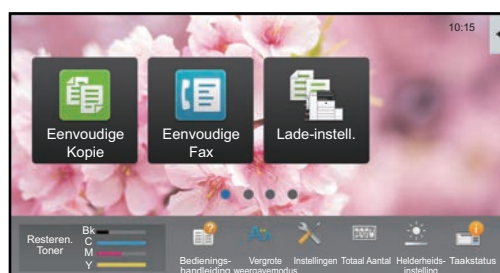 10:15
Eenvoudige
Kopie
Eenvoudige
Fax
Lade-instell.
Resteren.
Toner
Bk
C
M
Y
Bedienings-
handleiding
Vergrote
weergavemodus
Instellingen
Totaal Aantal
Helderheids-
instelling
Taakstatus